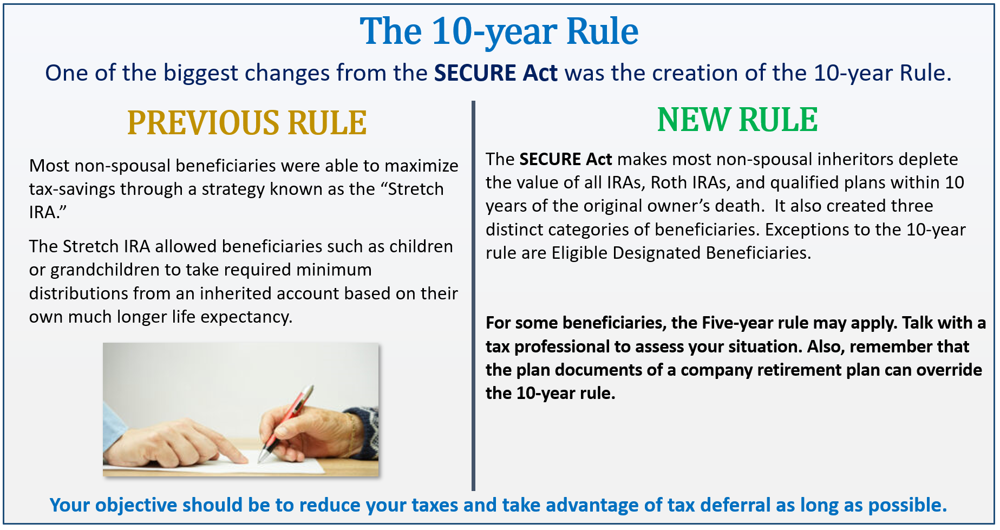 The 10-year Rule
One of the biggest changes from the SECURE Act was the creation of the 10-year Rule.
PREVIOUS RULE
Most non-spousal beneficiaries were able to maximize
tax-savings through a strategy known as the “Stretch
IRA.”
The Stretch IRA allowed beneficiaries such as children
or grandchildren to take required minimum
distributions from an inherited account based on their
own much longer life expectancy.
NEW RULE
The SECURE Act makes most non-spousal inheritors deplete
the value of all IRAs, Roth IRAs, and qualified plans within 10
years of the original owner’s death.  It also created three
distinct categories of beneficiaries. Exceptions to the 10-year
rule are Eligible Designated Beneficiaries.
For some beneficiaries, the Five-year rule may apply. Talk with a
tax professional to assess your situation. Also, remember that
the plan documents of a company retirement plan can override
the 10-year rule.
Your objective should be to reduce your taxes and take advantage of tax deferral as long as possible.